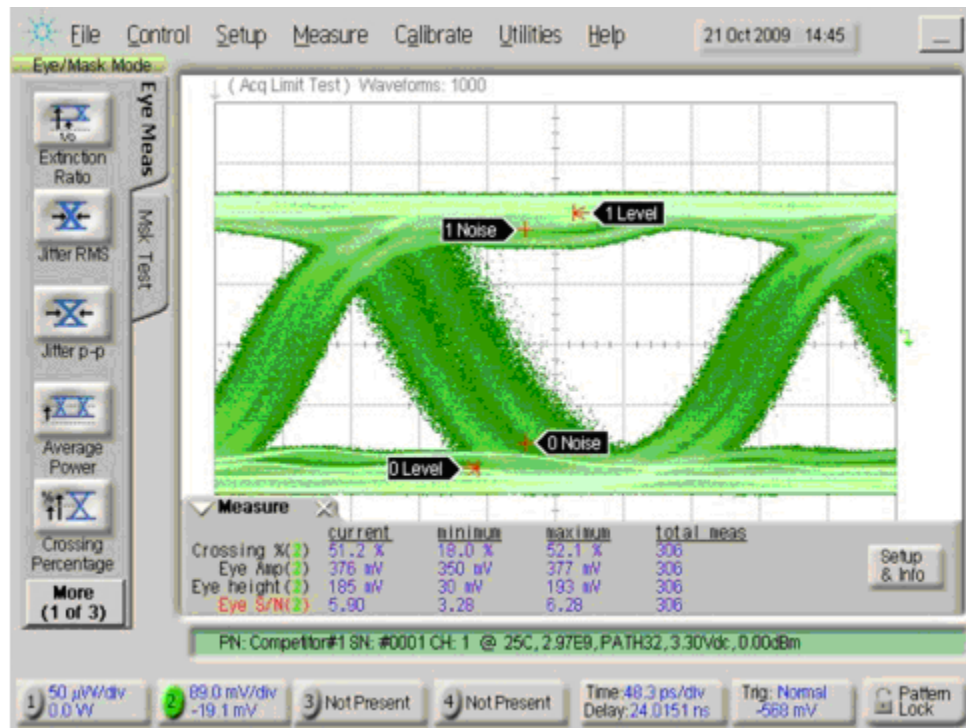 File Control Setup Measure Calibrate Utilities Help 21 Oct 2009 14:45
Eye/Mask Mode
Eye Meas
Msk Test
Extinction
Ratio
Jitter RMS
Jitter p-p
Average
Power
Crossing
Percentage
More
(1 of 3)
( Acq Limit Test ) Waveforms: 1000
1 Level
1 Noise
0 Noise
0 Level
Measure
current minimum maximum total meas
Crossing %(2) 51.2 % 18.0 % 52.1 % 306
Eye Amp(2) 376 mV 350 mV 377 mV 306
Eye height(2) 185 mV 30 mV 193 mV 306
Eye S/N(2) 5.90 3.28 6.28 306
Setup
& Info
PN: Competitor#1 SN: #0001 CH: 1 @ 25C, 2.97E9, PATH32, 3.30Vdc, 0.00dBm
1) 50 µW/div
0.0 W
2) 89.0 mV/div
-19.1 mV
3) Not Present
4) Not Present
Time:48.3 ps/div
Delay:24.0151 ns
Trig: Normal
-568 mV
Pattern
Lock